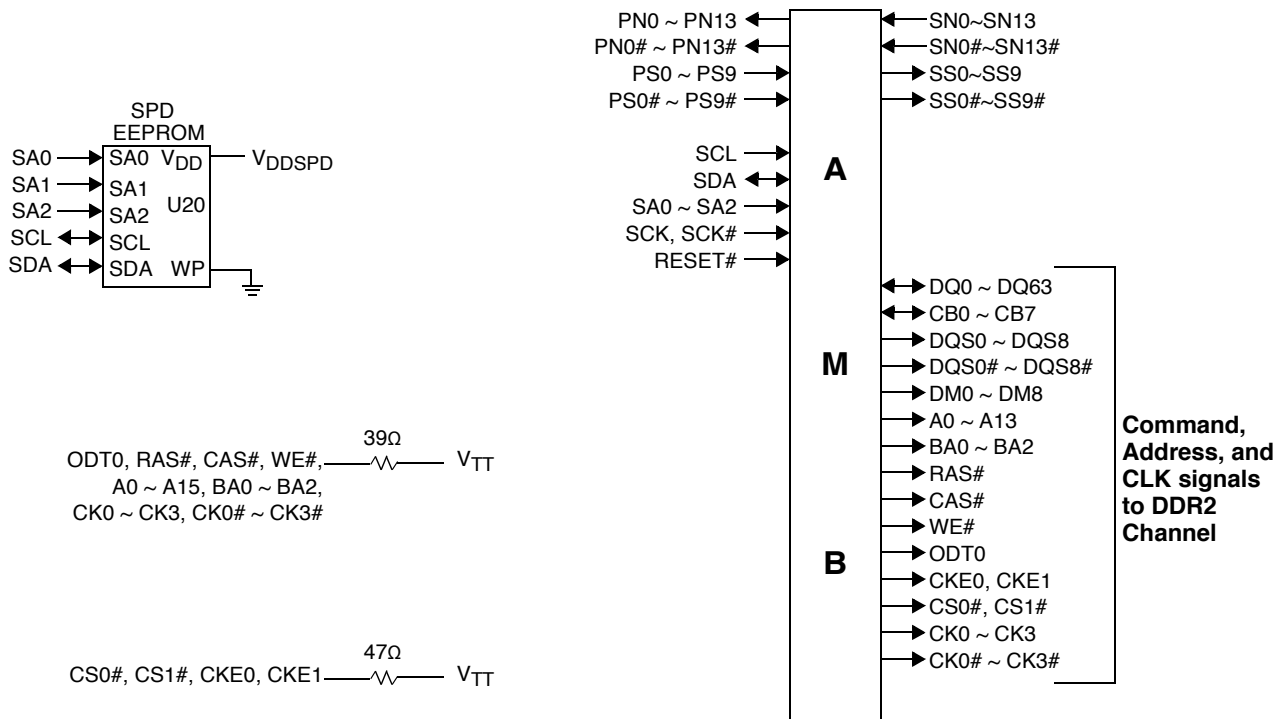 SPD
EEPROM
SA0
SA1
SA2
SCL
SDA
SA0 VDD
SA1
U20
SA2
SCL
SDA WP
VDDSPD
39Ω
ODT0, RAS#, CAS#, WE#,
A0 ~ A15, BA0 ~ BA2,
CK0 ~ CK3, CK0# ~ CK3#
VTT
47Ω
CS0#, CS1#, CKE0, CKE1
VTT
PN0 ~ PN13
PN0# ~ PN13#
PS0 ~ PS9
PS0# ~ PS9#
SCL
SDA
SA0 ~ SA2
SCK, SCK#
RESET#
A
M
B
SN0~SN13
SN0#~SN13#
SS0~SS9
SS0#~SS9#
DQ0 ~ DQ63
CB0 ~ CB7
DQS0 ~ DQS8
DQS0# ~ DQS8#
DM0 ~ DM8
A0 ~ A13
BA0 ~ BA2
RAS#
CAS#
WE#
ODT0
CKE0, CKE1
CS0#, CS1#
CK0 ~ CK3
CK0# ~ CK3#
Command,
Address, and
CLK signals
to DDR2
Channel